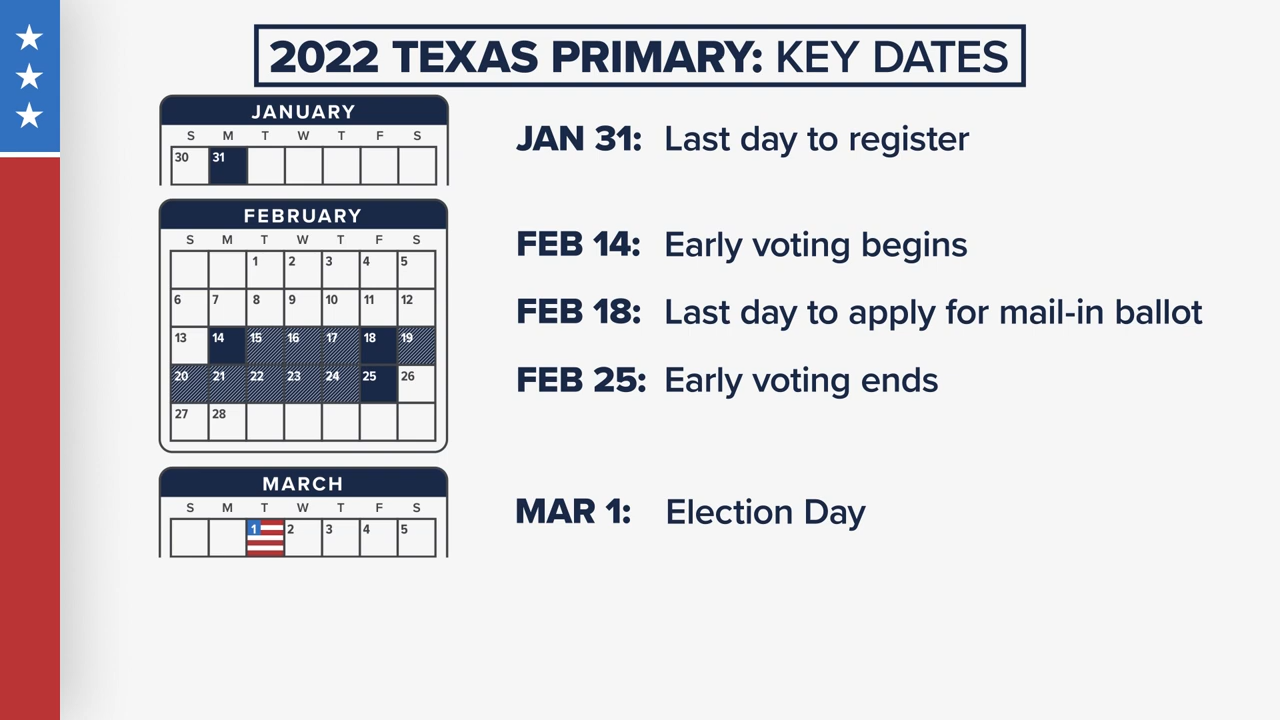 2022 TEXAS PRIMARY: KEY DATES
JANUARY
S M T W T F S
30 31
JAN 31: Last day to register
FEBRUARY
S M T W T F S
1 2 3 4 5
6 7 8 9 10 11 12
13 14 15 16 17 18 19
20 21 22 23 24 25 26
27 28
FEB 14: Early voting begins
FEB 18: Last day to apply for mail-in ballot
FEB 25: Early voting ends
MARCH
S M T W T F S
1 2 3 4 5
MAR 1: Election Day